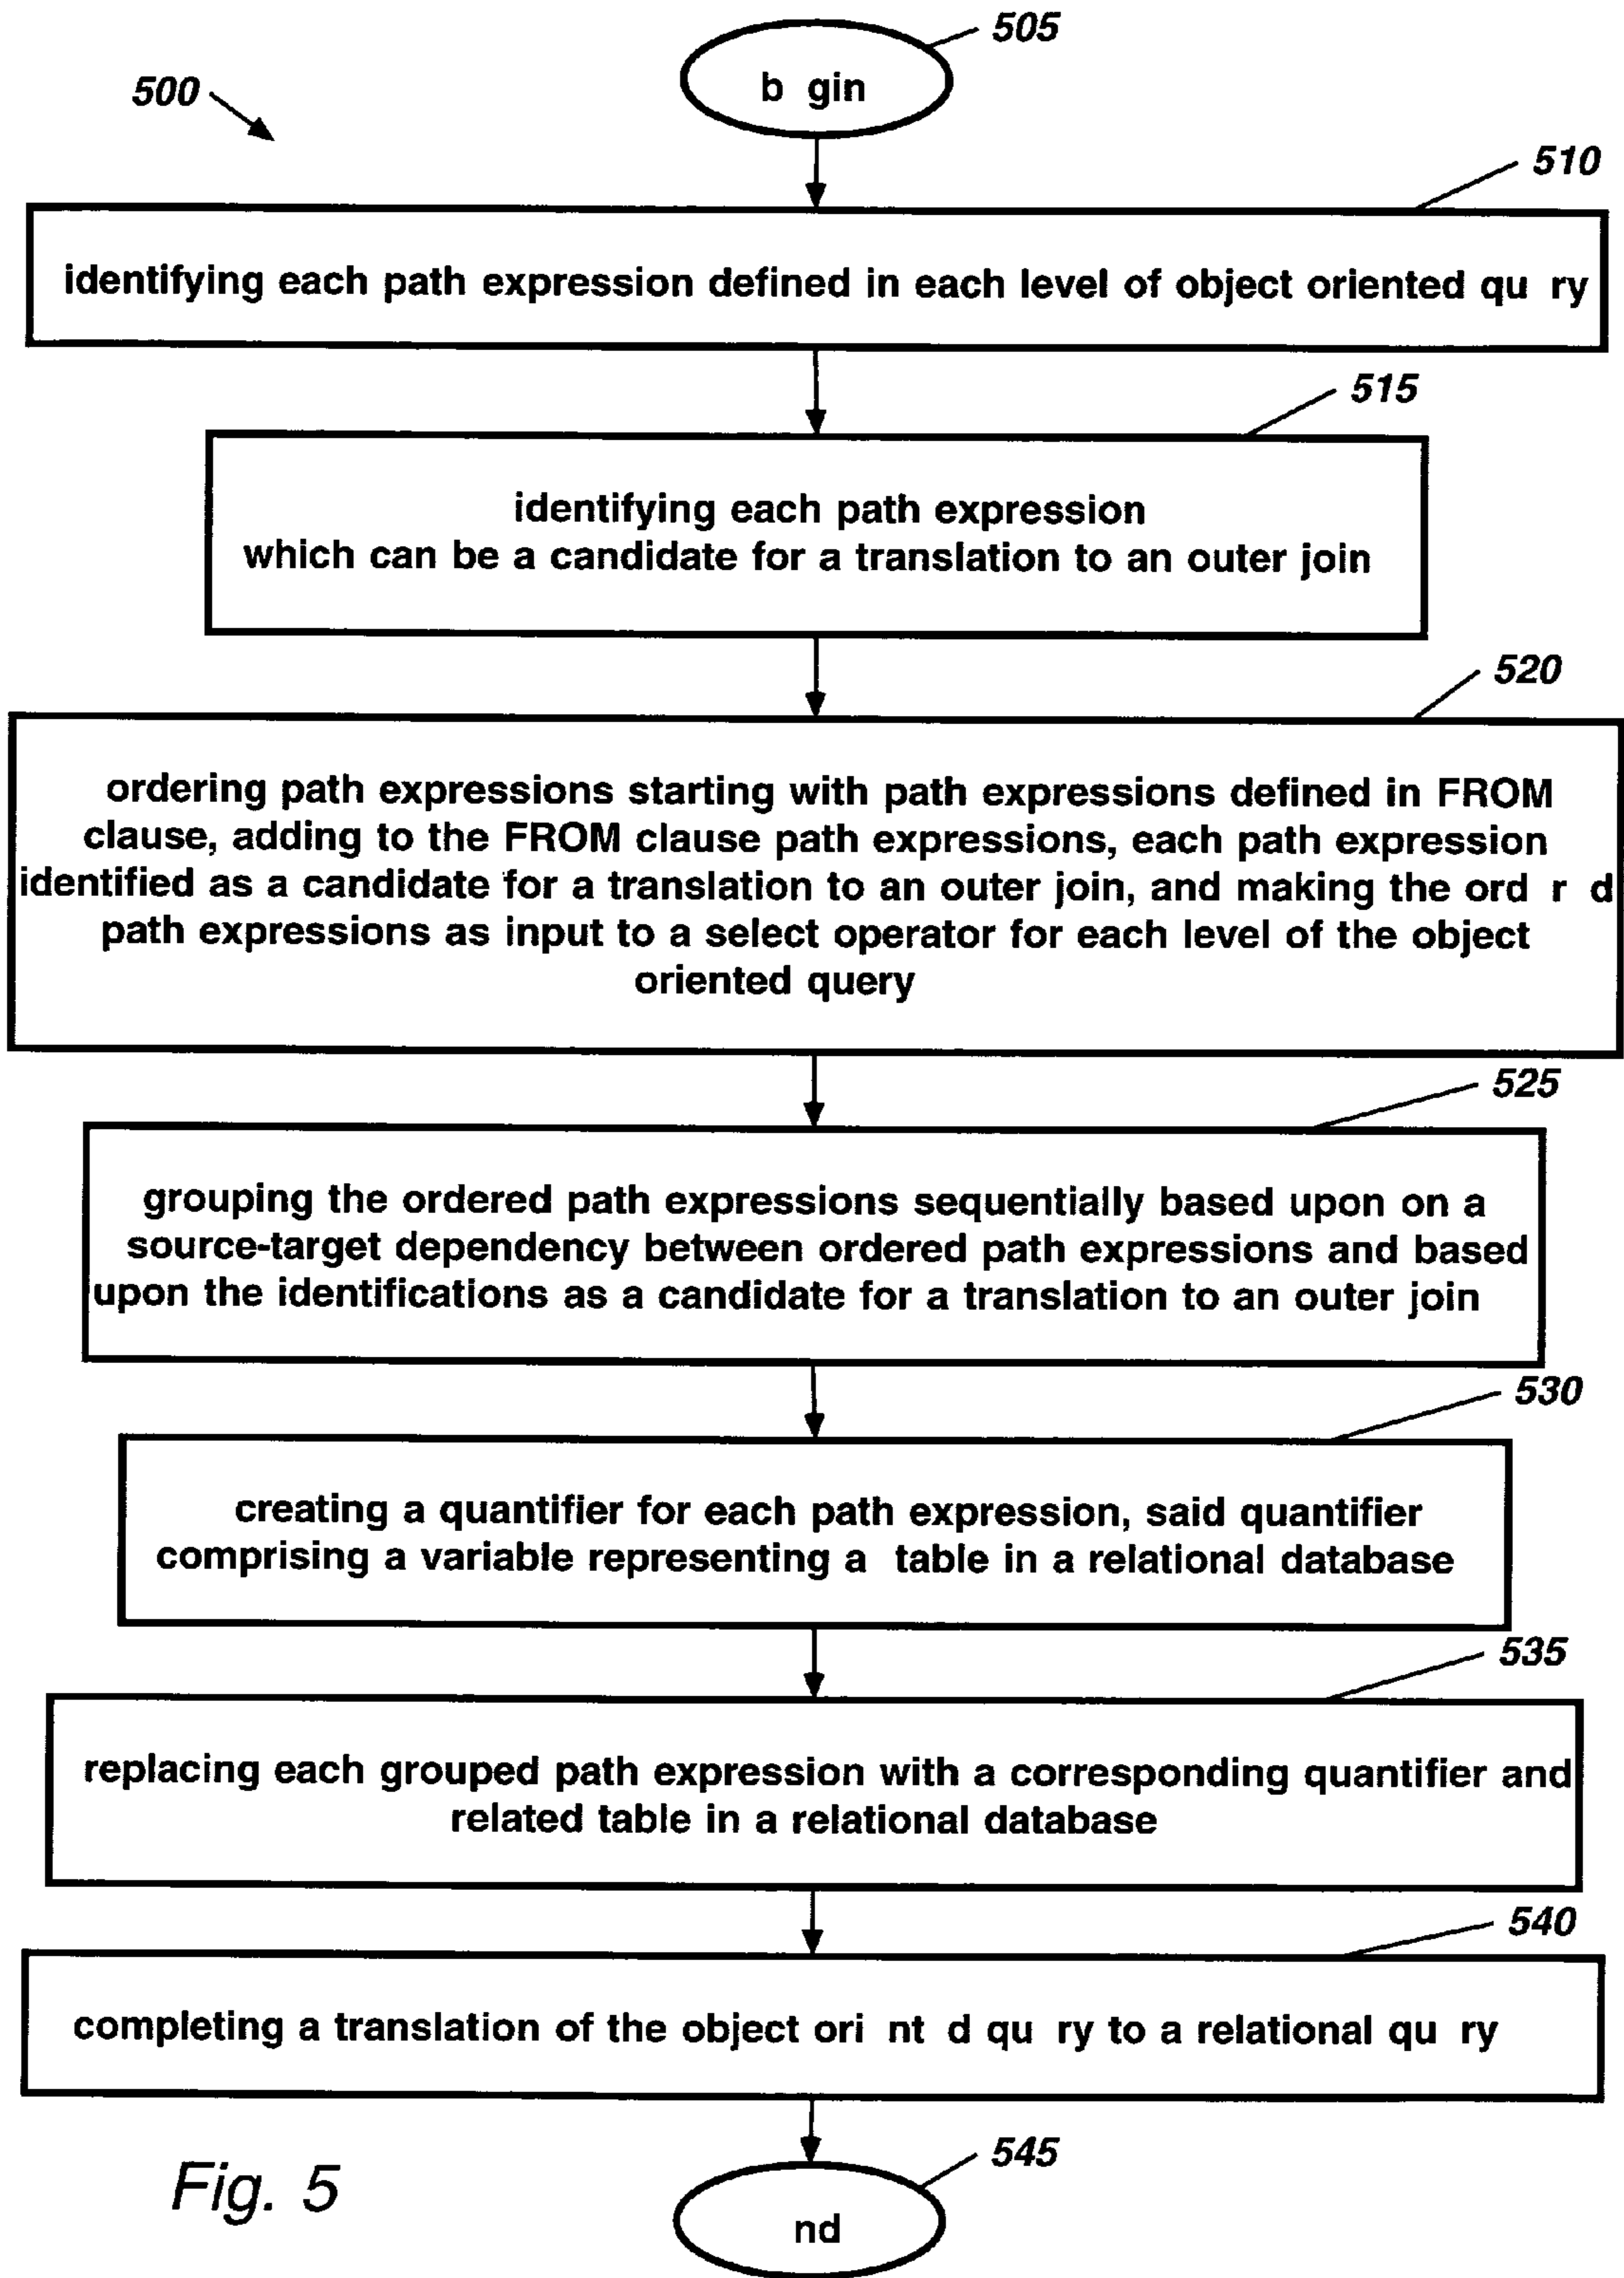 505
500
b gin
510
identifying each path expression defined in each level of object oriented qu ry
515
identifying each path expression
which can be a candidate for a translation to an outer join
520
ordering path expressions starting with path expressions defined in FROM
clause, adding to the FROM clause path expressions, each path expression
identified as a candidate for a translation to an outer join, and making the ord r d
path expressions as input to a select operator for each level of the object
oriented query
525
grouping the ordered path expressions sequentially based upon on a
source-target dependency between ordered path expressions and based
upon the identifications as a candidate for a translation to an outer join
530
creating a quantifier for each path expression, said quantifier
comprising a variable representing a table in a relational database
535
replacing each grouped path expression with a corresponding quantifier and
related table in a relational database
540
completing a translation of the object ori nt d qu ry to a relational qu ry
545
nd
Fig. 5